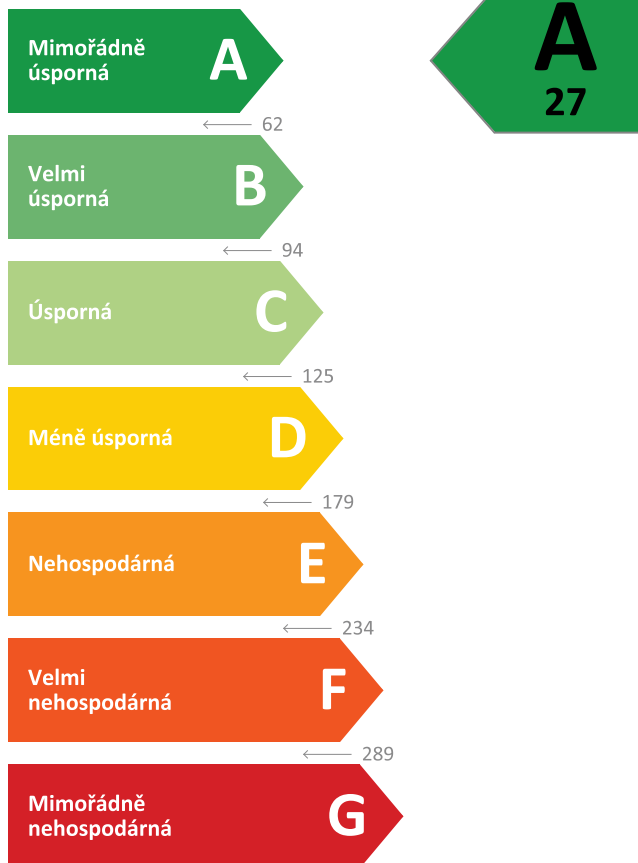 Mimořádně
úsporná
A
62
Velmi
úsporná
B
94
Úsporná
C
125
Méně úsporná
D
179
Nehospodárná
E
234
Velmi
nehospodárná
F
289
Mimořádně
nehospodárná
G
A
27